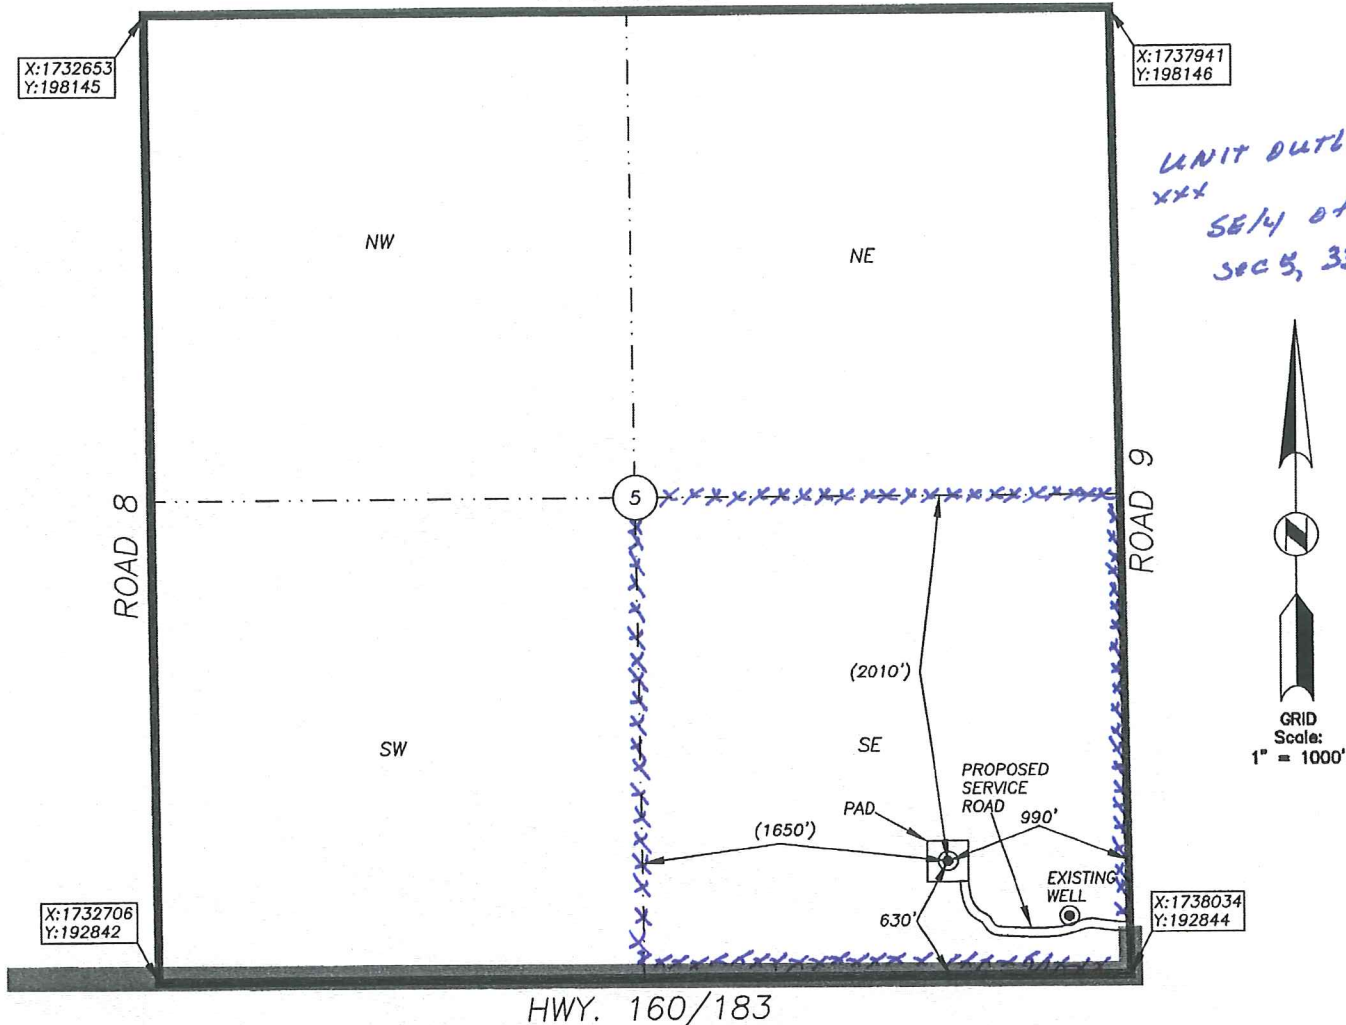 X:1732653
Y:198145
X:1737941
Y:198146
UNIT
xxx
SE/4 of
Sec 5,
NW
NE
ROAD 8
5
ROAD 9
(2010')
SW
SE
PROPOSED
SERVICE
ROAD
PAD
990'
(1650')
EXISTING
WELL
630'
X:1732706
Y:192842
X:1738034
Y:192844
HWY. 160/183
N
GRID
Scale:
1" = 1000'